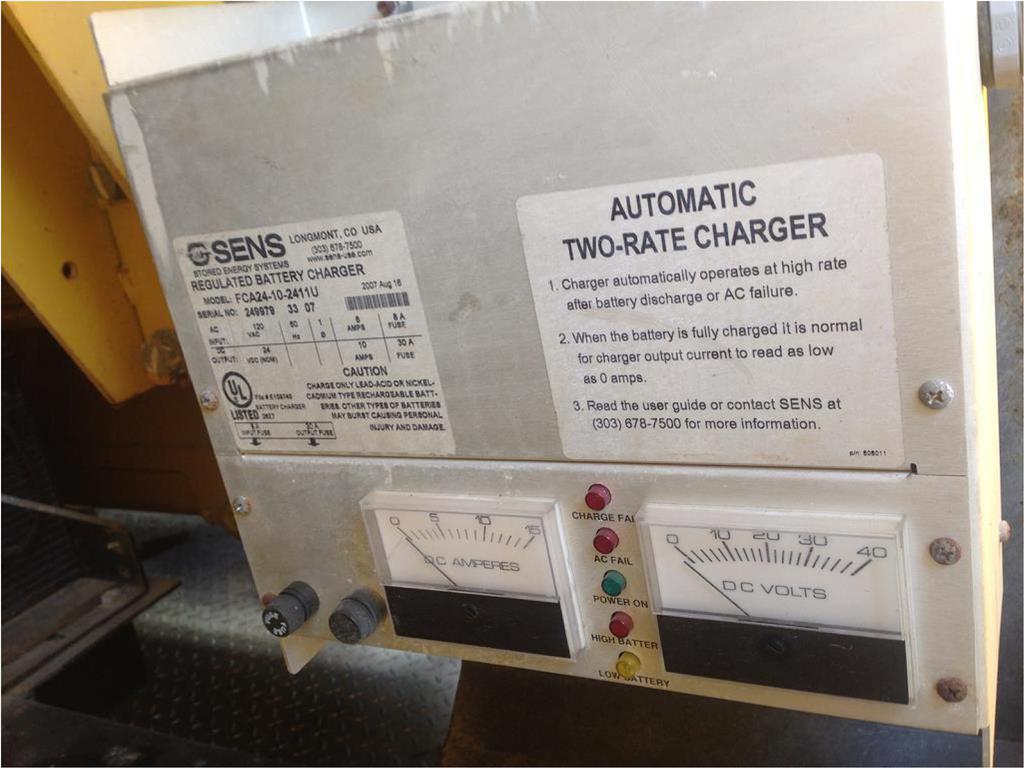 SENS
LONGMONT, CO USA
(303) 678-7500
www.sens-usa.com
STORED ENERGY SYSTEMS
REGULATED BATTERY CHARGER
MODEL: FCA24-10-2411U
2007 Aug 16
SERIAL NO: 249979 33 07
AC INPUT: 120 VAC 60 Hz 1 Ø 6 AMPS 8 A FUSE
DC OUTPUT: 24 VDC (NOM) 10 AMPS 30 A FUSE
CAUTION
CHARGE ONLY LEAD-ACID OR NICKEL-
CADMIUM TYPE RECHARGEABLE BATT-
ERIES. OTHER TYPES OF BATTERIES
MAY BURST CAUSING PERSONAL
INJURY AND DAMAGE.
UL
LISTED
BATTERY CHARGER
INPUT FUSE
OUTPUT FUSE
AUTOMATIC
TWO-RATE CHARGER
1. Charger automatically operates at high rate
after battery discharge or AC failure.
2. When the battery is fully charged it is normal
for charger output current to read as low
as 0 amps.
3. Read the user guide or contact SENS at
(303) 678-7500 for more information.
0 5 10 15
DC AMPERES
CHARGE FAI
AC FAIL
POWER ON
HIGH BATTER
LOW BATTERY
0 10 20 30 40
DC VOLTS